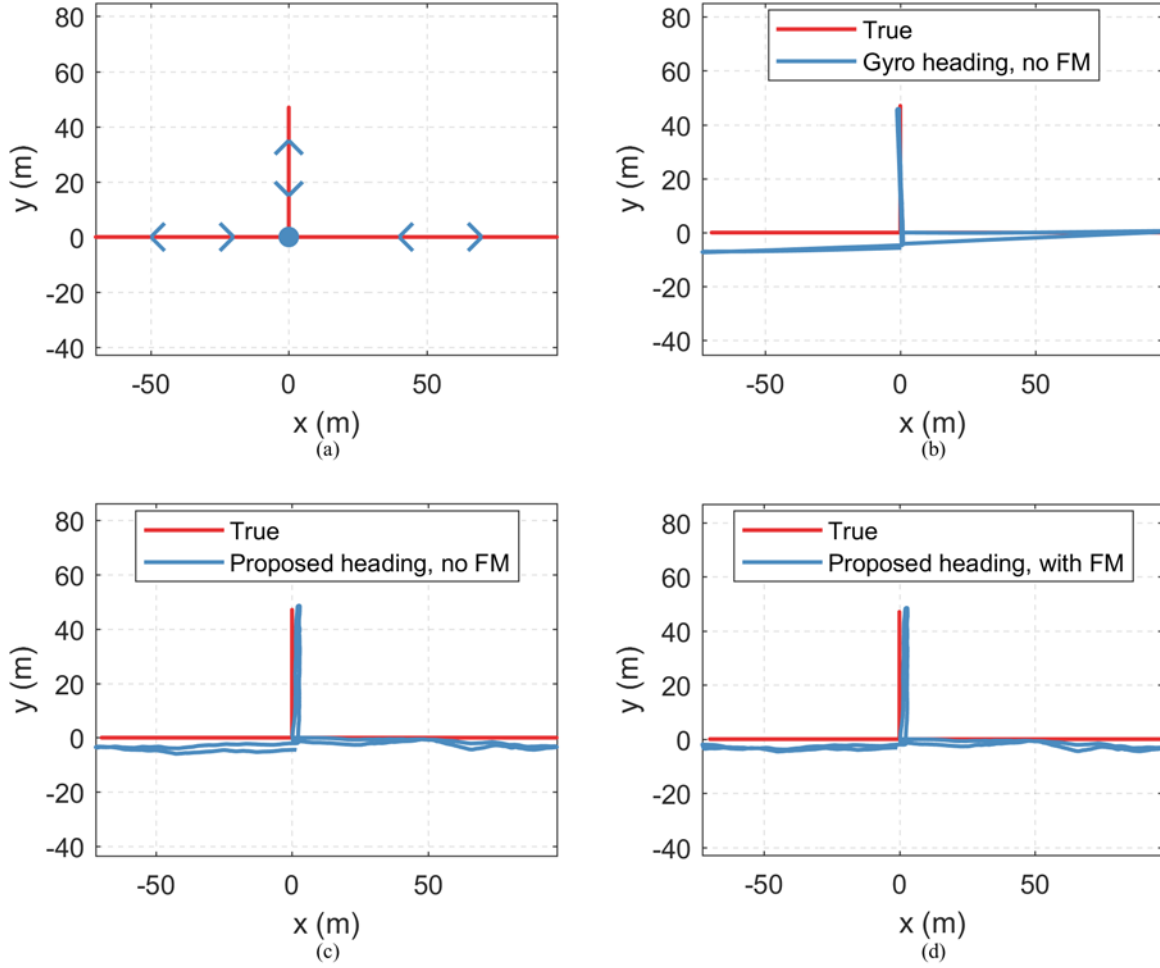 80
60
40
20
0
-20
-40
y (m)
-50
0
50
x (m)
(a)
True
Gyro heading, no FM
80
60
40
20
0
-20
-40
y (m)
-50
0
50
x (m)
(b)
True
Proposed heading, no FM
80
60
40
20
0
-20
-40
y (m)
-50
0
50
x (m)
(c)
True
Proposed heading, with FM
80
60
40
20
0
-20
-40
y (m)
-50
0
50
x (m)
(d)